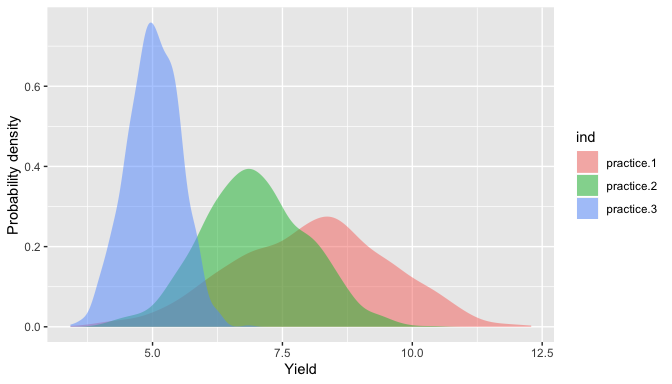 Probability density
0.6
0.4
0.2
0.0
5.0 7.5 10.0 12.5
Yield
ind
practice.1
practice.2
practice.3